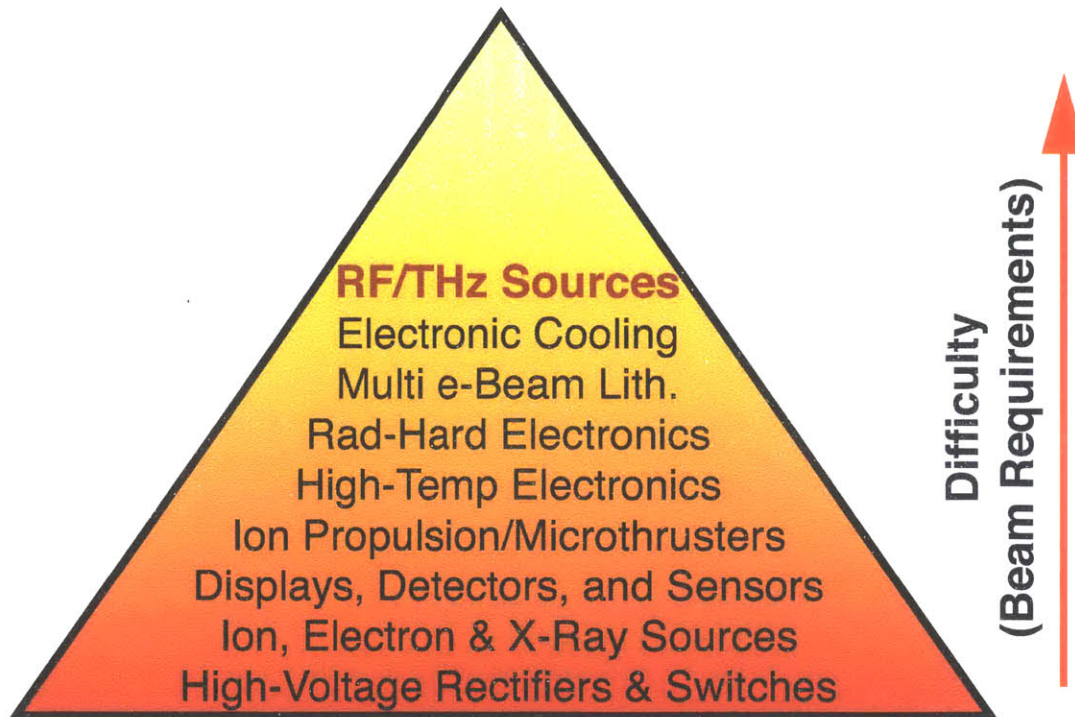 RF/THz Sources
Electronic Cooling
Multi e-Beam Lith.
Rad-Hard Electronics
High-Temp Electronics
Ion Propulsion/Microthrusters
Displays, Detectors, and Sensors
Ion, Electron & X-Ray Sources
High-Voltage Rectifiers & Switches
Difficulty
(Beam Requirements)